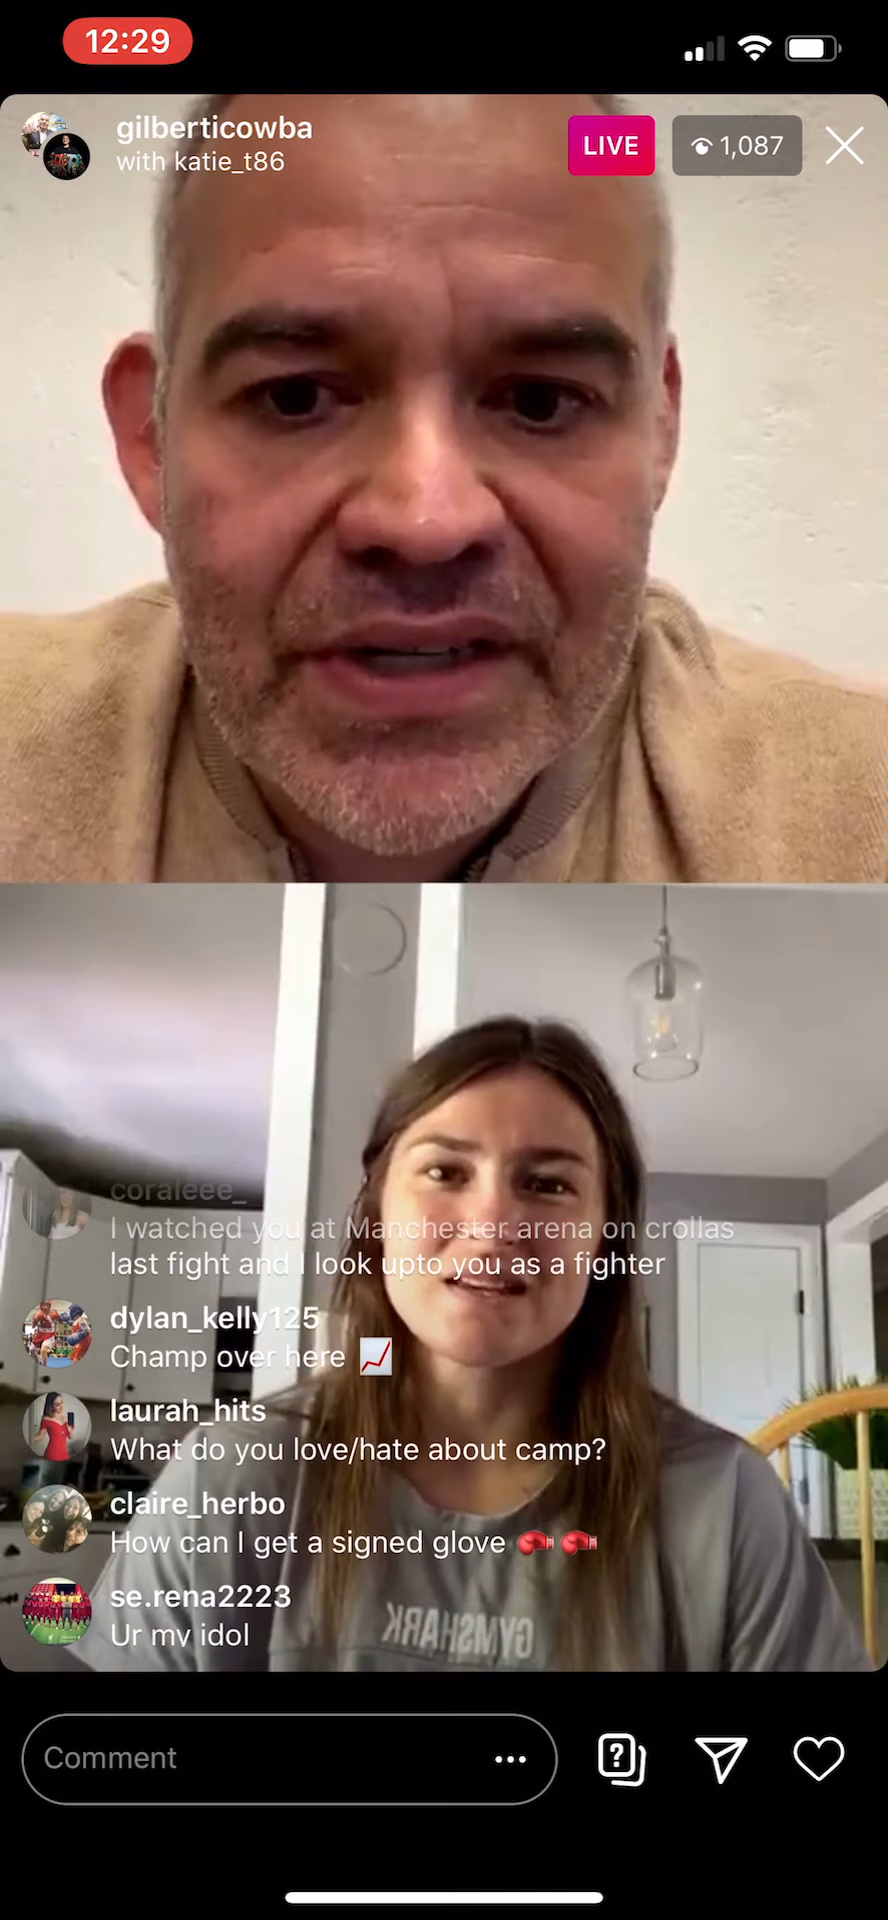 12:29
gilberticowba
with katie_t86
LIVE
1,087
coraleee_
I watched you at Manchester arena on crollas
last fight and I look upto you as a fighter
dylan_kelly125
Champ over here
laurah_hits
What do you love/hate about camp?
claire_herbo
How can I get a signed glove
se.rena2223
Ur my idol
GYMSHARK
Comment